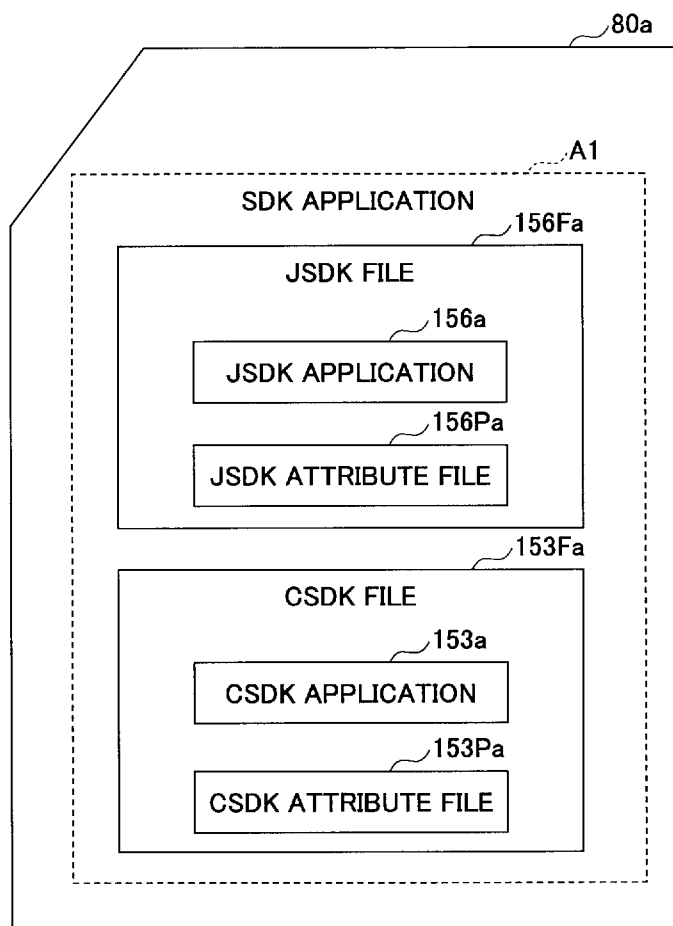 80a
A1
SDK APPLICATION
156Fa
JSDK FILE
156a
JSDK APPLICATION
156Pa
JSDK ATTRIBUTE FILE
153Fa
CSDK FILE
153a
CSDK APPLICATION
153Pa
CSDK ATTRIBUTE FILE